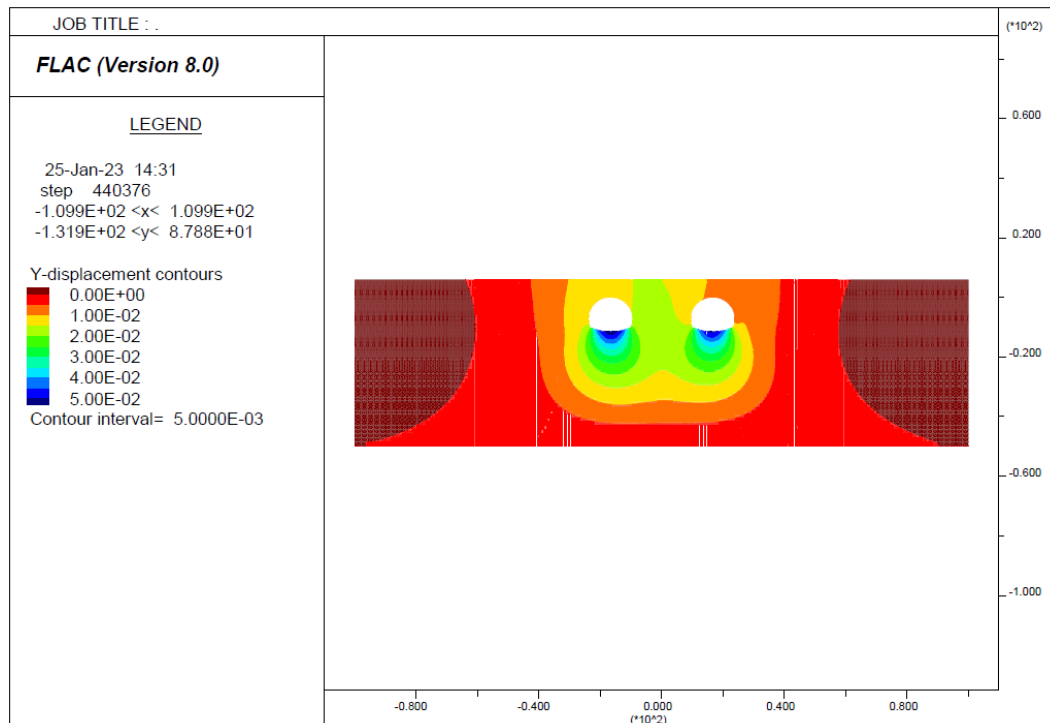 JOB TITLE : .
FLAC (Version 8.0)
LEGEND
25-Jan-23 14:31
step 440376
-1.099E+02 <x< 1.099E+02
-1.319E+02 <y< 8.788E+01
Y-displacement contours
0.00E+00
1.00E-02
2.00E-02
3.00E-02
4.00E-02
5.00E-02
Contour interval= 5.0000E-03
(*10^2)
0.600
0.200
-0.200
-0.600
-1.000
-0.800 -0.400 0.000 0.400 0.800
(*10^2)